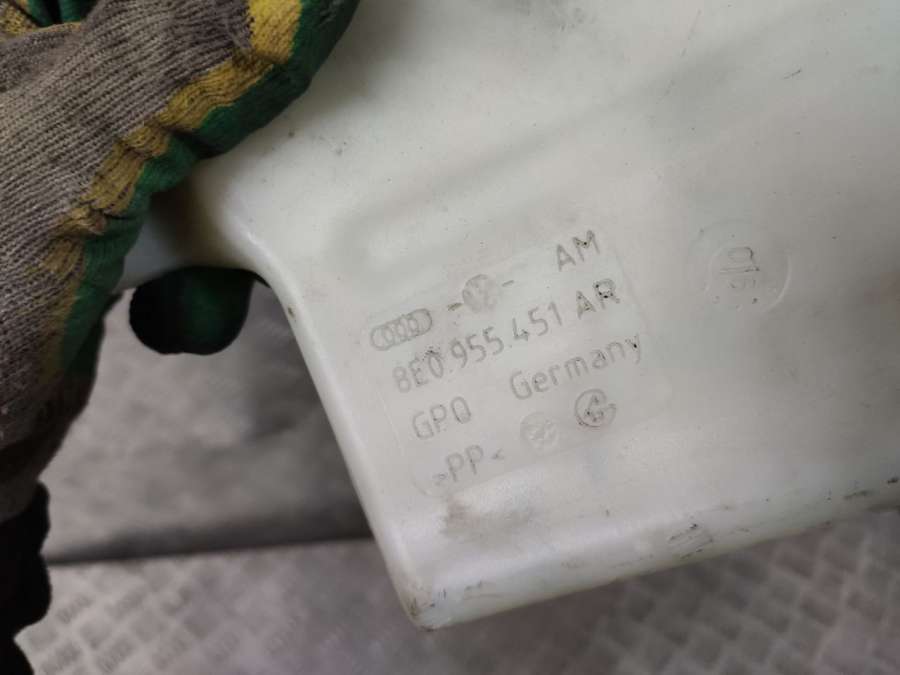 AM
8E0.955.451 AR
GPO Germany
>PP<